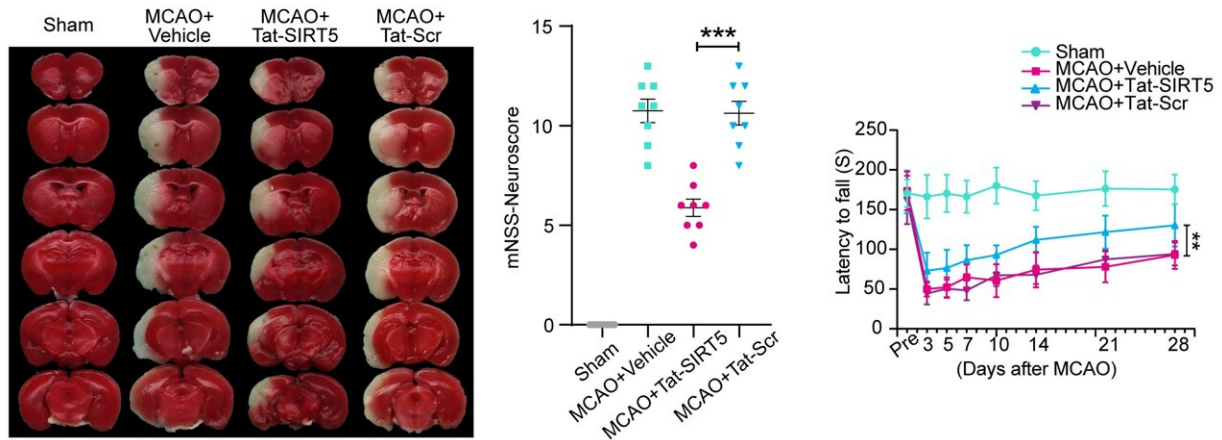 Sham
MCAO+
Vehicle
MCAO+
Tat-SIRT5
MCAO+
Tat-Scr
mNSS-Neuroscore
15
10
5
0
***
Sham
MCAO+Vehicle
MCAO+Tat-SIRT5
MCAO+Tat-Scr
Sham
MCAO+Vehicle
MCAO+Tat-SIRT5
MCAO+Tat-Scr
Latency to fall (S)
250
200
150
100
50
0
**
Pre 3 5 7 10 14 21 28
(Days after MCAO)